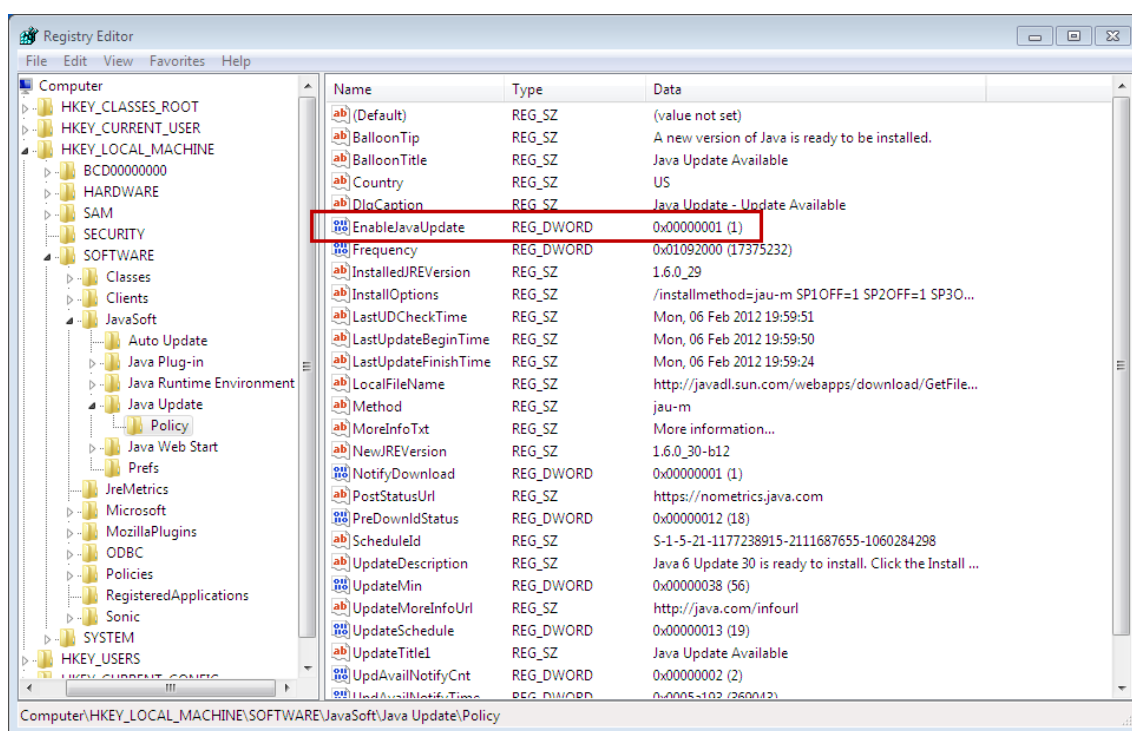 Registry Editor
File Edit View Favorites Help
Computer
HKEY_CLASSES_ROOT
HKEY_CURRENT_USER
HKEY_LOCAL_MACHINE
BCD00000000
HARDWARE
SAM
SECURITY
SOFTWARE
Classes
Clients
JavaSoft
Auto Update
Java Plug-in
Java Runtime Environment
Java Update
Policy
Java Web Start
Prefs
JreMetrics
Microsoft
MozillaPlugins
ODBC
Policies
RegisteredApplications
Sonic
SYSTEM
HKEY_USERS
HKEY_CURRENT_CONFIG
Name Type Data
(Default) REG_SZ (value not set)
BalloonTip REG_SZ A new version of Java is ready to be installed.
BalloonTitle REG_SZ Java Update Available
Country REG_SZ US
DlgCaption REG_SZ Java Update - Update Available
EnableJavaUpdate REG_DWORD 0x00000001 (1)
Frequency REG_DWORD 0x01092000 (17375232)
InstalledJREVersion REG_SZ 1.6.0_29
InstallOptions REG_SZ /installmethod=jau-m SP1OFF=1 SP2OFF=1 SP3O...
LastUDCheckTime REG_SZ Mon, 06 Feb 2012 19:59:51
LastUpdateBeginTime REG_SZ Mon, 06 Feb 2012 19:59:50
LastUpdateFinishTime REG_SZ Mon, 06 Feb 2012 19:59:24
LocalFileName REG_SZ http://javadl.sun.com/webapps/download/GetFile...
Method REG_SZ jau-m
MoreInfoTxt REG_SZ More information...
NewJREVersion REG_SZ 1.6.0_30-b12
NotifyDownload REG_DWORD 0x00000001 (1)
PostStatusUrl REG_SZ https://nometrics.java.com
PreDownldStatus REG_DWORD 0x00000012 (18)
ScheduleId REG_SZ S-1-5-21-1177238915-2111687655-1060284298
UpdateDescription REG_SZ Java 6 Update 30 is ready to install. Click the Install ...
UpdateMin REG_DWORD 0x00000038 (56)
UpdateMoreInfoUrl REG_SZ http://java.com/infourl
UpdateSchedule REG_DWORD 0x00000013 (19)
UpdateTitle1 REG_SZ Java Update Available
UpdAvailNotifyCnt REG_DWORD 0x00000002 (2)
UpdAvailNotifyTime REG_DWORD 0x0005a193 (369043)
Computer\HKEY_LOCAL_MACHINE\SOFTWARE\JavaSoft\Java Update\Policy